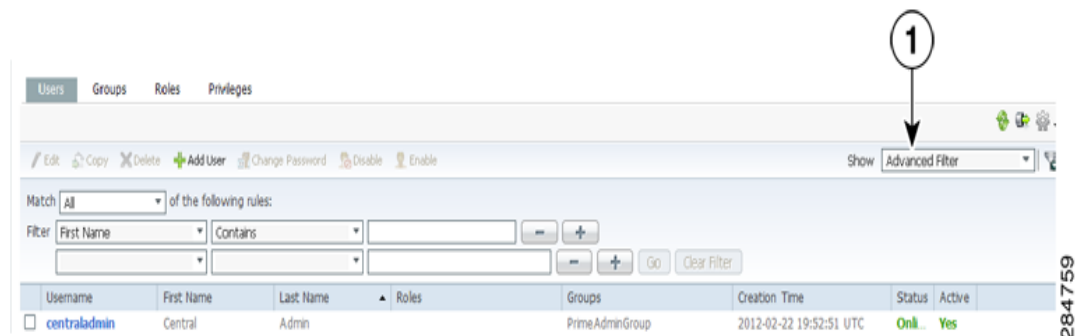 1
Users Groups Roles Privileges
Edit Copy Delete Add User Change Password Disable Enable Show Advanced Filter
Match All of the following rules:
Filter First Name Contains
Go Clear Filter
Username First Name Last Name Roles Groups Creation Time Status Active
centraladmin Central Admin PrimeAdminGroup 2012-02-22 19:52:51 UTC Onli... Yes
284759